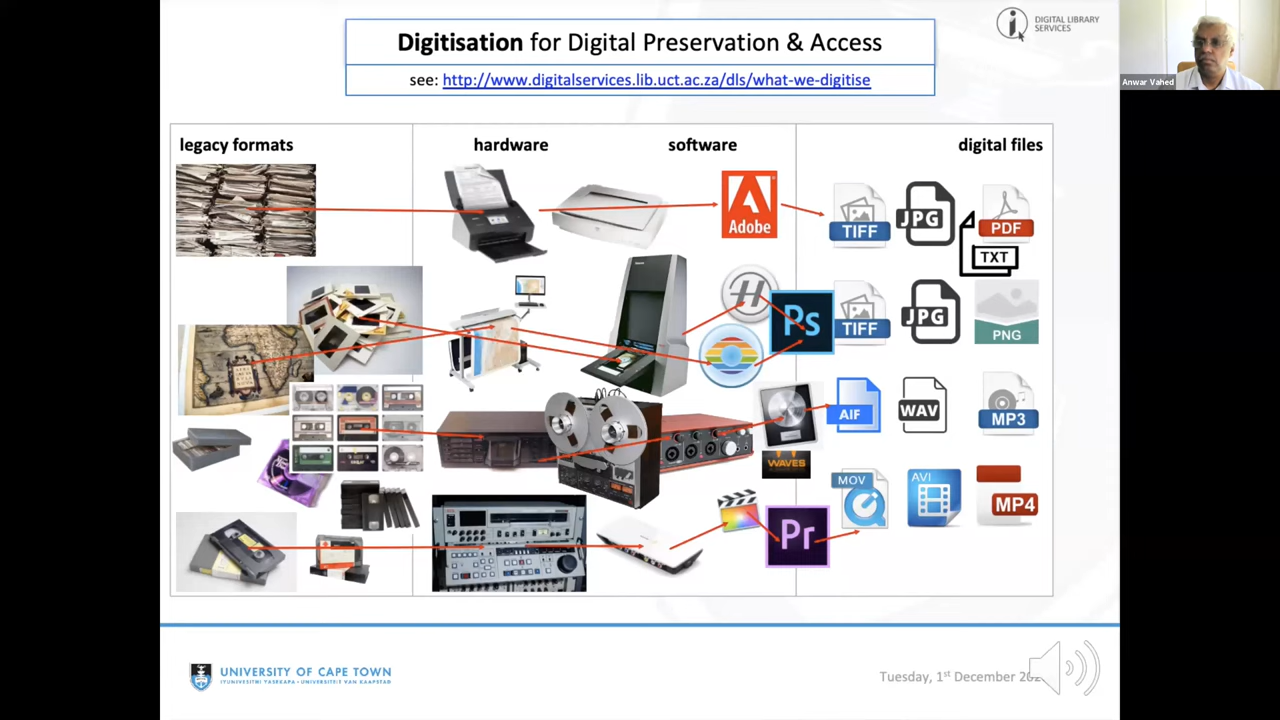 DIGITAL LIBRARY
SERVICES
Digitisation for Digital Preservation & Access
see: http://www.digitalservices.lib.uct.ac.za/dls/what-we-digitise
Anwar Vahed
legacy formats
hardware
software
digital files
Adobe
TIFF
JPG
PDF
TXT
H
Ps
TIFF
JPG
PNG
AIF
WAV
MP3
WAVES
MOV
AVI
MP4
Pr
UNIVERSITY OF CAPE TOWN
IYUNIVESITHI YASEKAPA • UNIVERSITEIT VAN KAAPSTAD
Tuesday, 1st December